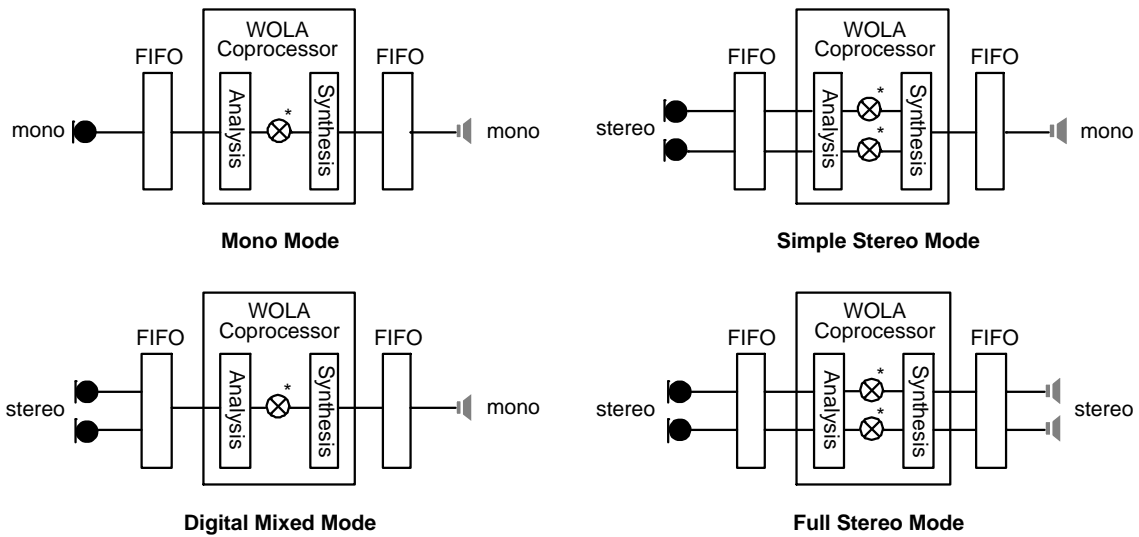 WOLA
Coprocessor
FIFO
FIFO
mono
Analysis
*
Synthesis
mono
Mono Mode
WOLA
Coprocessor
FIFO
FIFO
stereo
Analysis
*
*
Synthesis
mono
Simple Stereo Mode
WOLA
Coprocessor
FIFO
FIFO
stereo
Analysis
*
Synthesis
mono
Digital Mixed Mode
WOLA
Coprocessor
FIFO
FIFO
stereo
Analysis
*
*
Synthesis
stereo
Full Stereo Mode